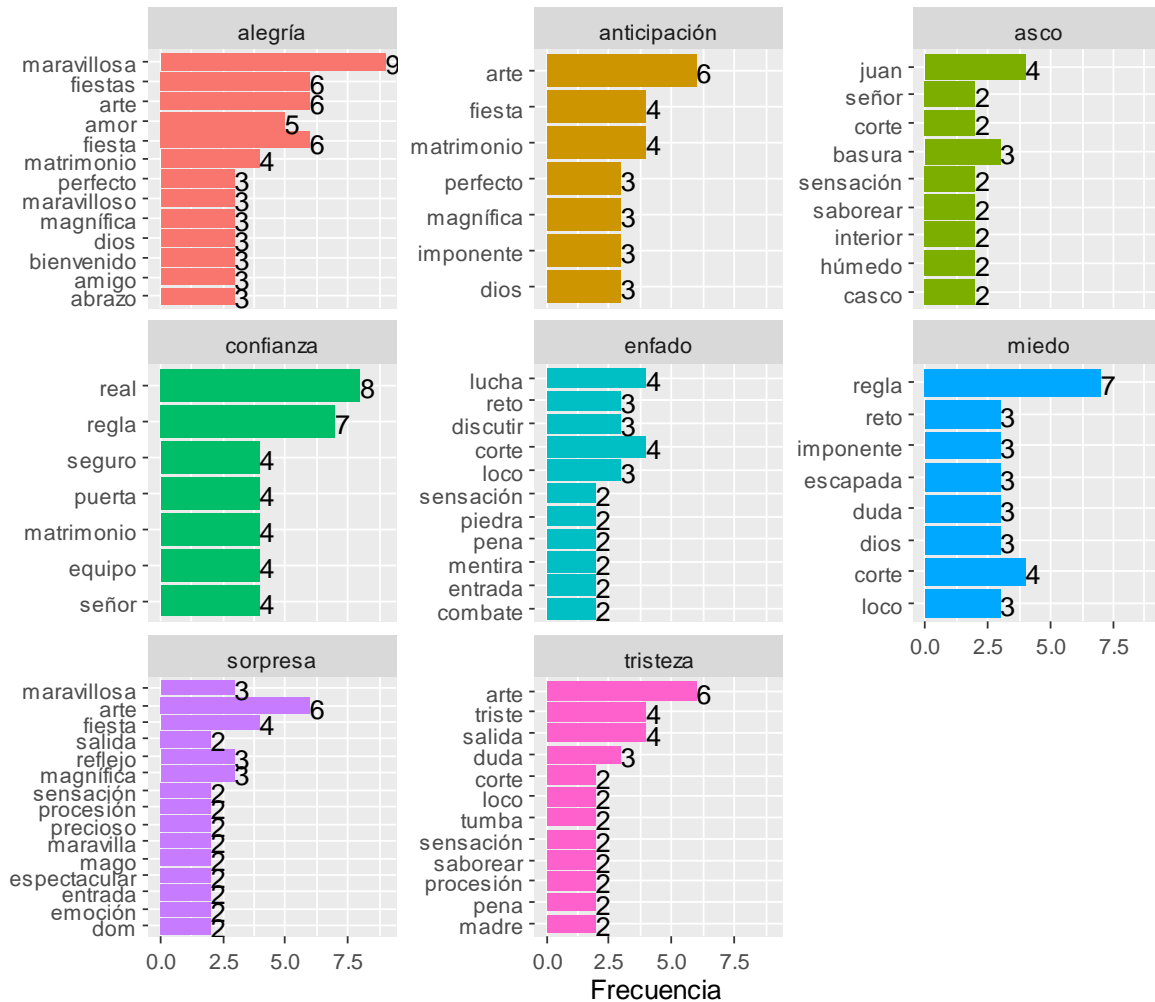 alegría
maravillosa 9
fiestas 6
arte 6
amor 5
fiesta 6
matrimonio 4
perfecto 3
maravilloso 3
magnífica 3
dios 3
bienvenido 3
amigo 3
abrazo 3
anticipación
arte 6
fiesta 4
matrimonio 4
perfecto 3
magnífica 3
imponente 3
dios 3
asco
juan 4
señor 2
corte 2
basura 3
sensación 2
saborear 2
interior 2
húmedo 2
casco 2
confianza
real 8
regla 7
seguro 4
puerta 4
matrimonio 4
equipo 4
señor 4
enfado
lucha 4
reto 3
discutir 3
corte 4
loco 3
sensación 2
piedra 2
pena 2
mentira 2
entrada 2
combate 2
miedo
regla 7
reto 3
imponente 3
escapada 3
duda 3
dios 3
corte 4
loco 3
0.0 2.5 5.0 7.5
sorpresa
maravillosa 3
arte 6
fiesta 4
salida 2
reflejo 3
magnífica 3
sensación 2
procesión 2
precioso 2
maravilla 2
mago 2
espectacular 2
entrada 2
emoción 2
dom 2
0.0 2.5 5.0 7.5
tristeza
arte 6
triste 4
salida 4
duda 3
corte 2
loco 2
tumba 2
sensación 2
saborear 2
procesión 2
pena 2
madre 2
0.0 2.5 5.0 7.5
Frecuencia